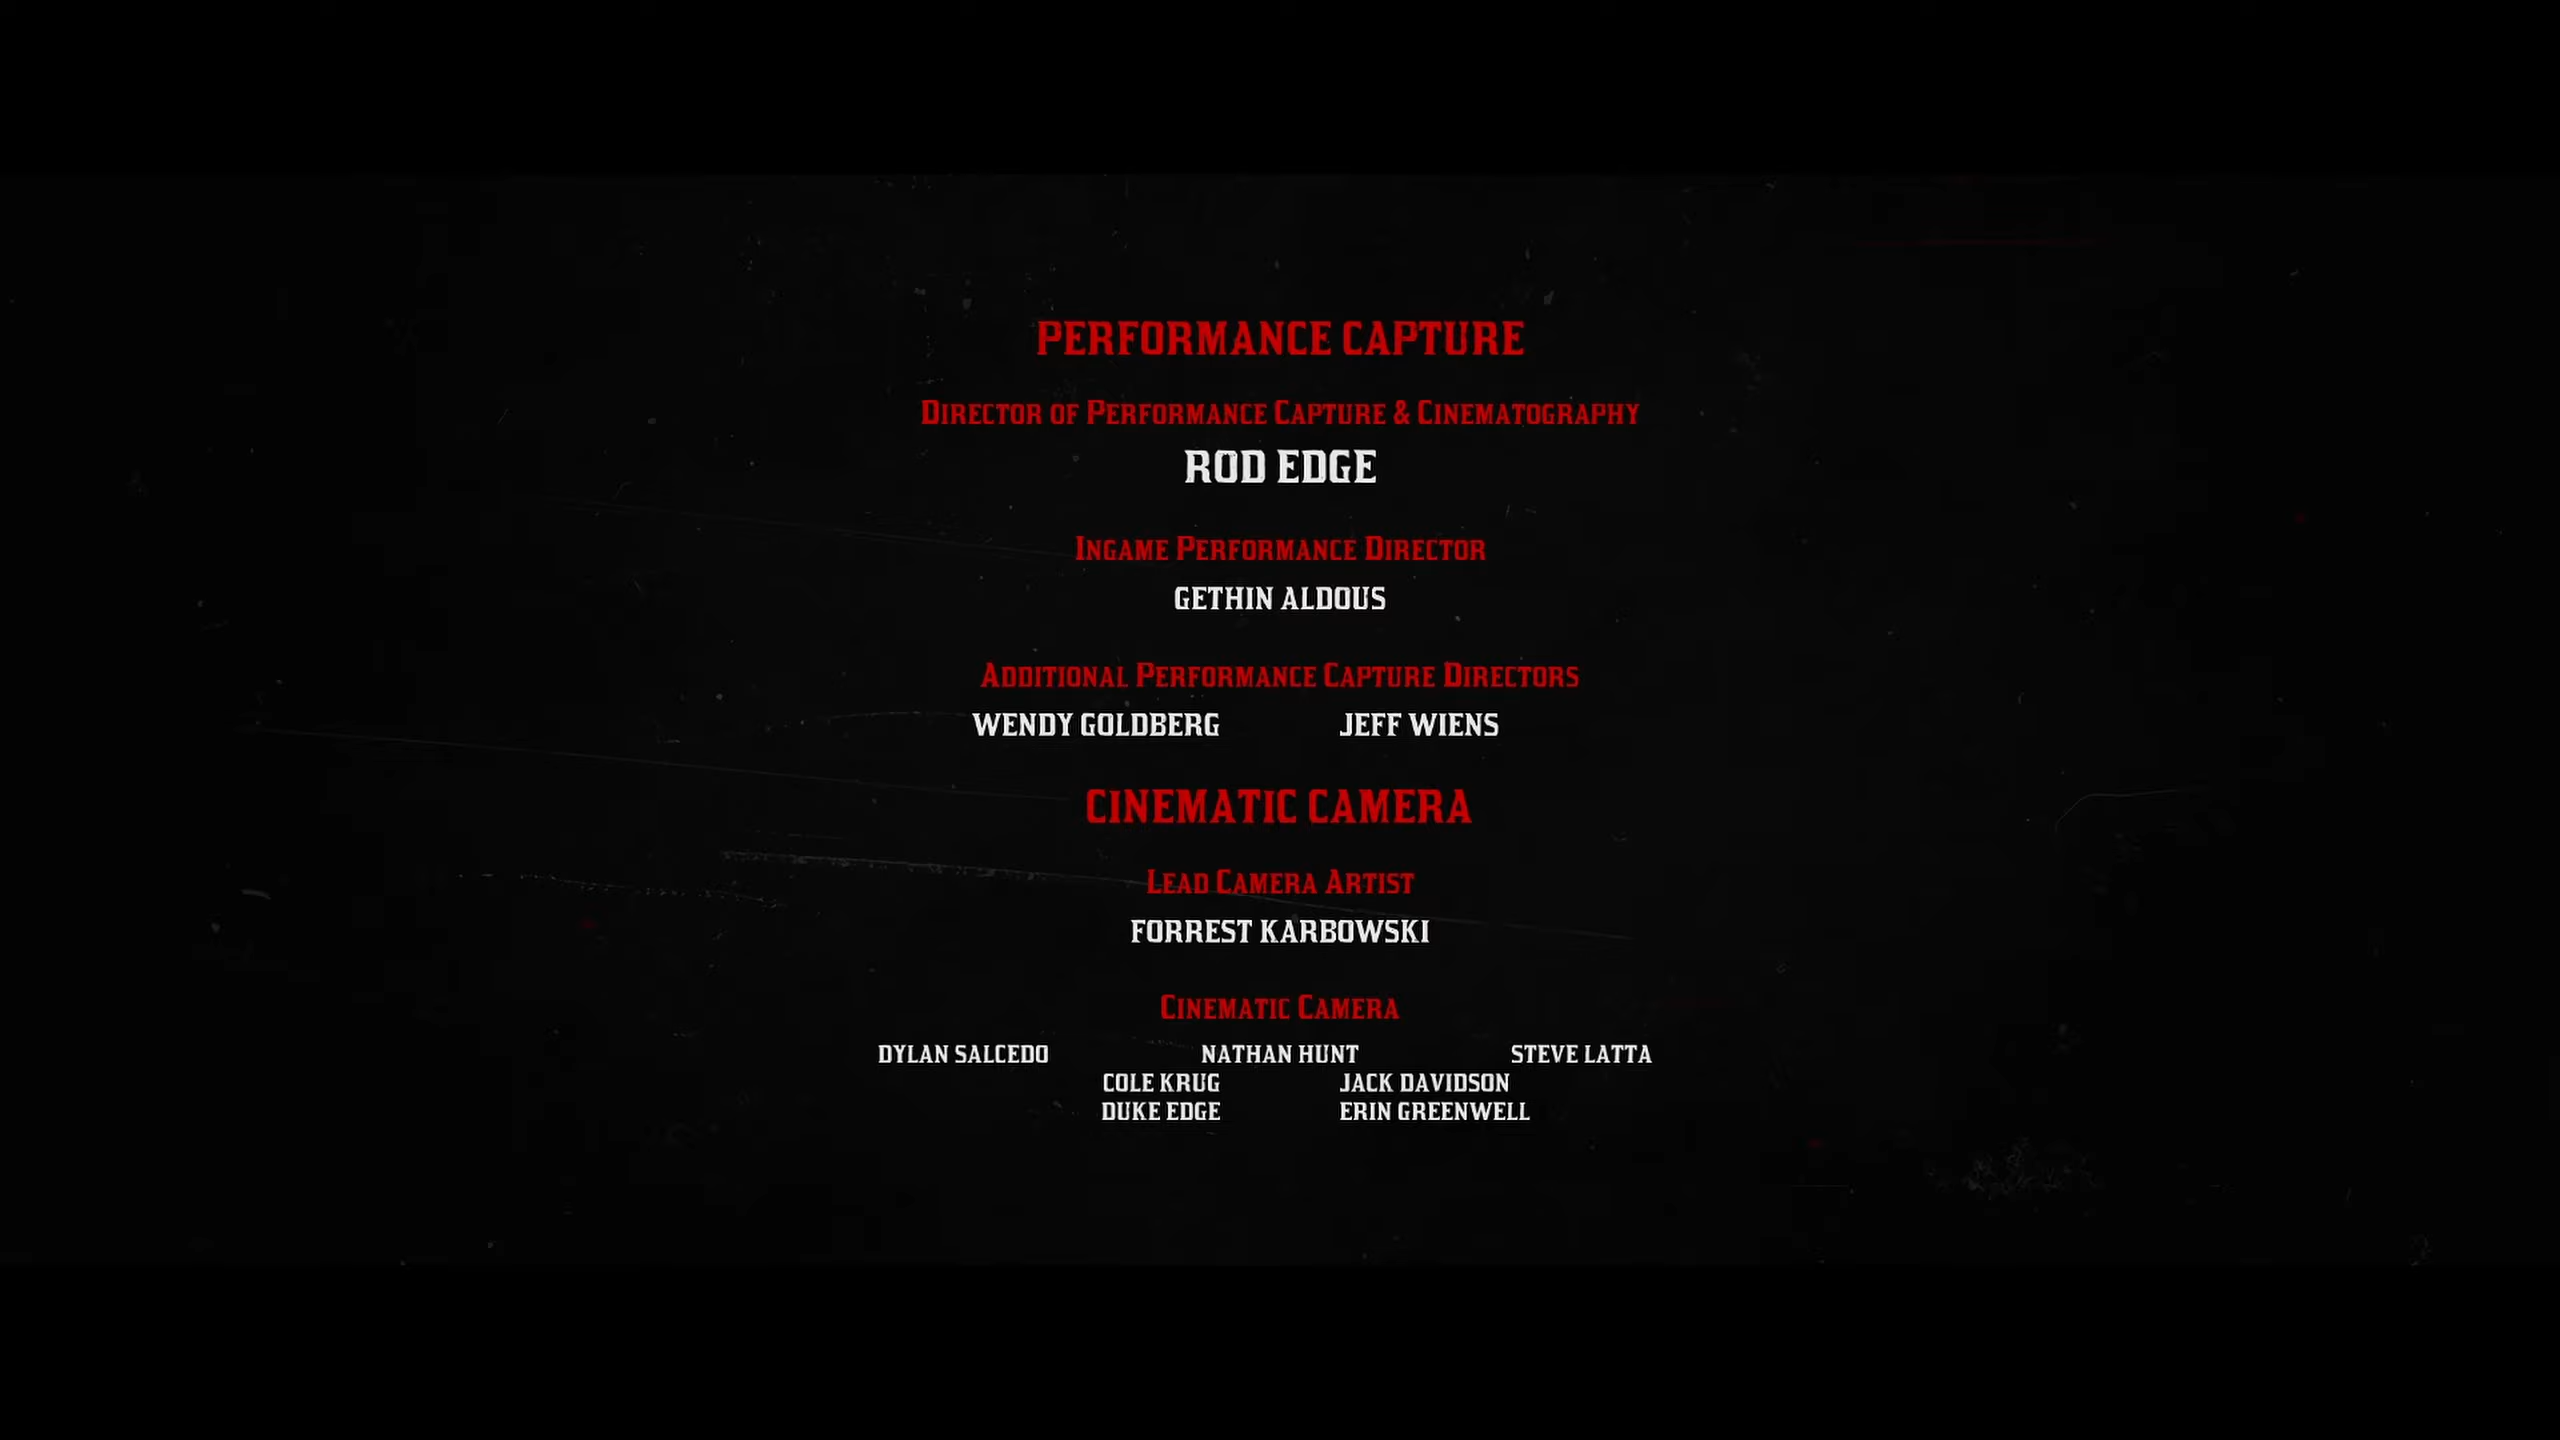 PERFORMANCE CAPTURE
DIRECTOR OF PERFORMANCE CAPTURE & CINEMATOGRAPHY
ROD EDGE
INGAME PERFORMANCE DIRECTOR
GETHIN ALDOUS
ADDITIONAL PERFORMANCE CAPTURE DIRECTORS
WENDY GOLDBERG JEFF WIENS
CINEMATIC CAMERA
LEAD CAMERA ARTIST
FORREST KARBOWSKI
CINEMATIC CAMERA
DYLAN SALCEDO NATHAN HUNT STEVE LATTA
COLE KRUG JACK DAVIDSON
DUKE EDGE ERIN GREENWELL